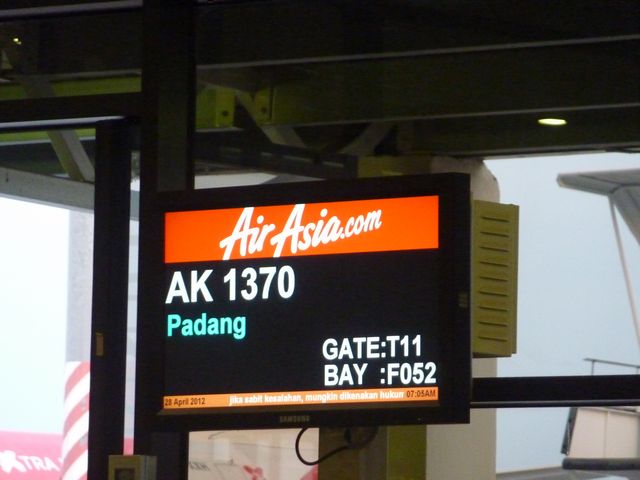 AirAsia.com
AK 1370
Padang
GATE:T11
BAY :F052
28 April 2012 jika sabit kesalahan, mungkin dikenakan hukum 07:05AM
SAMSUNG
XTRA